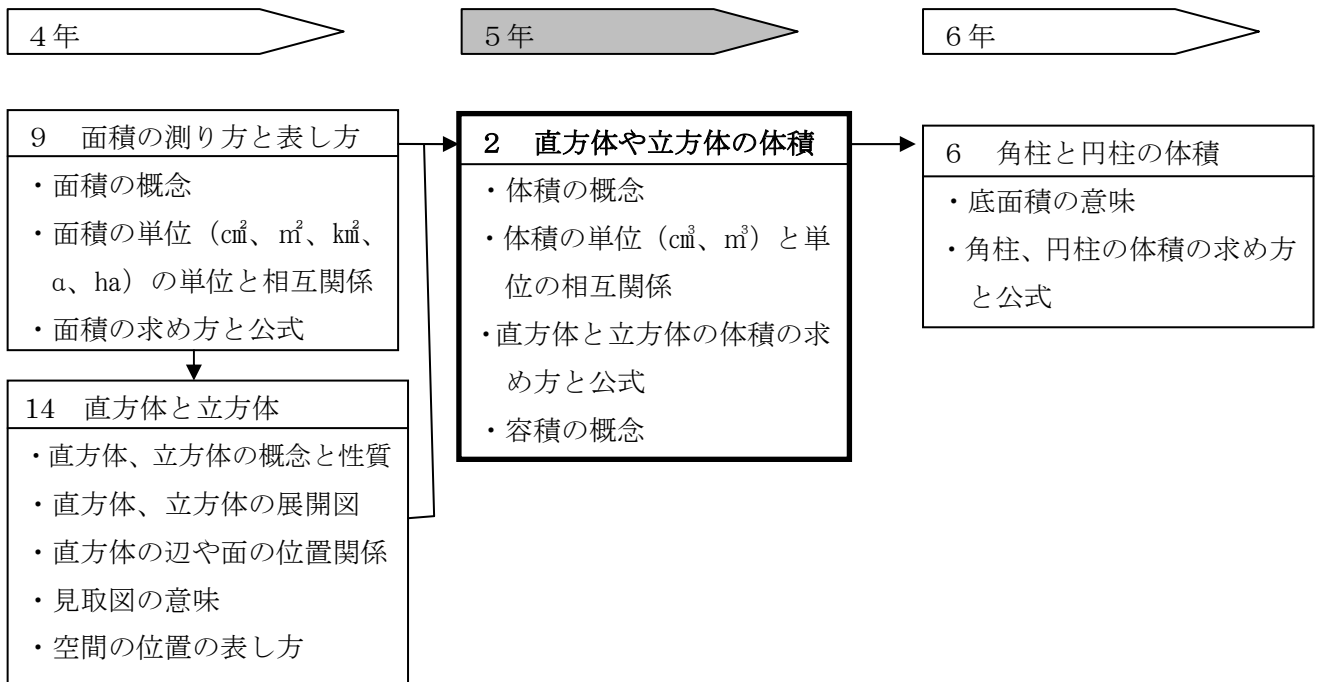 4年
5年
6年
9 面積の測り方と表し方
・面積の概念
・面積の単位（㎠、㎡、㎢、
α、ha）の単位と相互関係
・面積の求め方と公式
14 直方体と立方体
・直方体、立方体の概念と性質
・直方体、立方体の展開図
・直方体の辺や面の位置関係
・見取図の意味
・空間の位置の表し方
2 直方体や立方体の体積
・体積の概念
・体積の単位（㎤、㎥）と単
位の相互関係
・直方体と立方体の体積の求
め方と公式
・容積の概念
6 角柱と円柱の体積
・底面積の意味
・角柱、円柱の体積の求め方
と公式